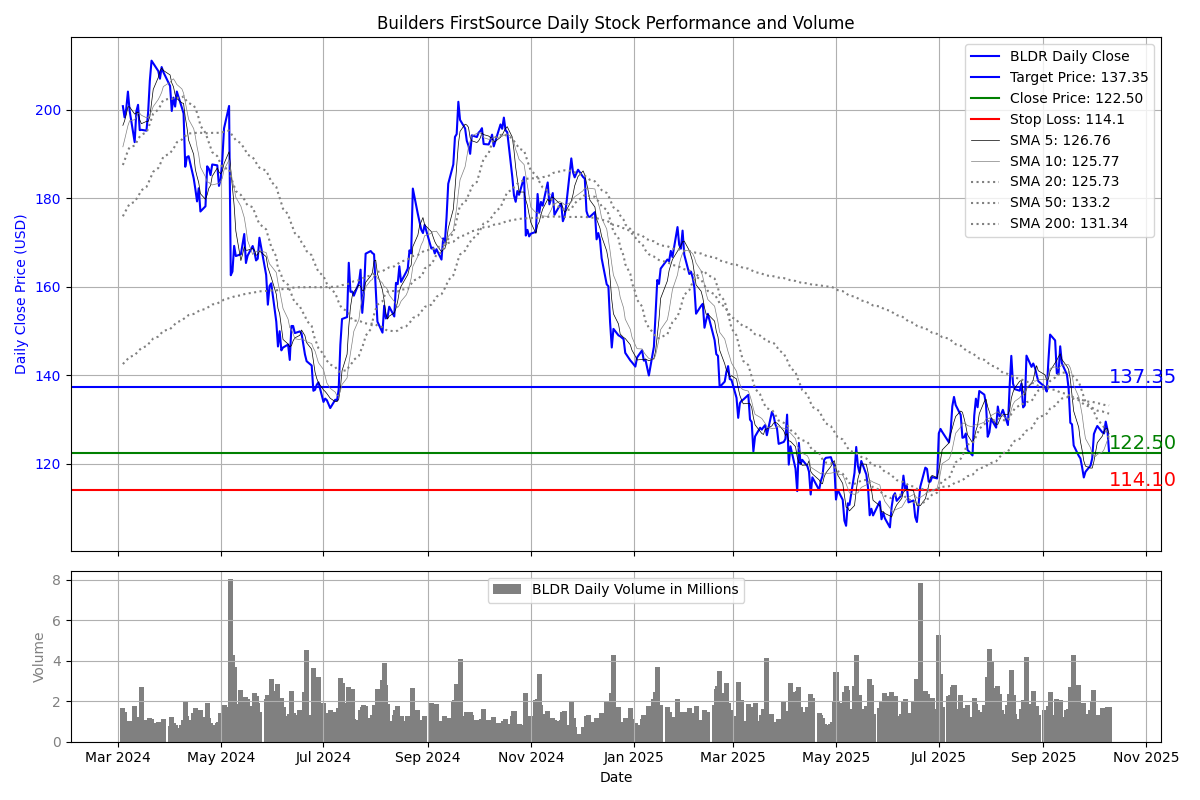 Builders FirstSource Daily Stock Performance and Volume
Daily Close Price (USD)
200
180
160
140
120
BLDR Daily Close
Target Price: 137.35
Close Price: 122.50
Stop Loss: 114.1
SMA 5: 126.76
SMA 10: 125.77
SMA 20: 125.73
SMA 50: 133.2
SMA 200: 131.34
137.35
122.50
114.10
Volume
8
6
4
2
0
BLDR Daily Volume in Millions
Mar 2024 May 2024 Jul 2024 Sep 2024 Nov 2024 Jan 2025 Mar 2025 May 2025 Jul 2025 Sep 2025 Nov 2025
Date